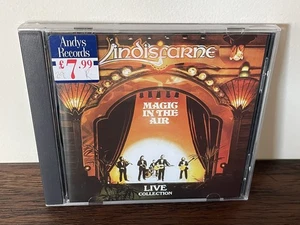 Andys
Records
£7.99
Lindisfarne
MAGIC
IN THE
AIR
LIVE
COLLECTION